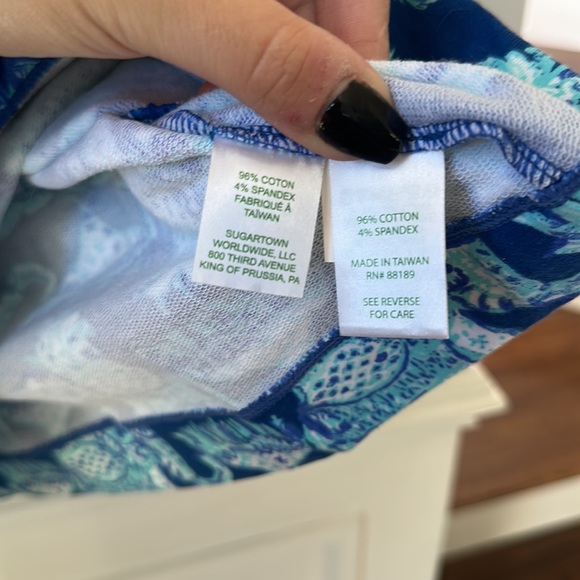 96% COTTON
4% SPANDEX
FABRIQUÉ À
TAÏWAN
SUGARTOWN
WORLDWIDE, LLC
800 THIRD AVENUE
KING OF PRUSSIA, PA
96% COTTON
4% SPANDEX
MADE IN TAIWAN
RN# 88189
SEE REVERSE
FOR CARE